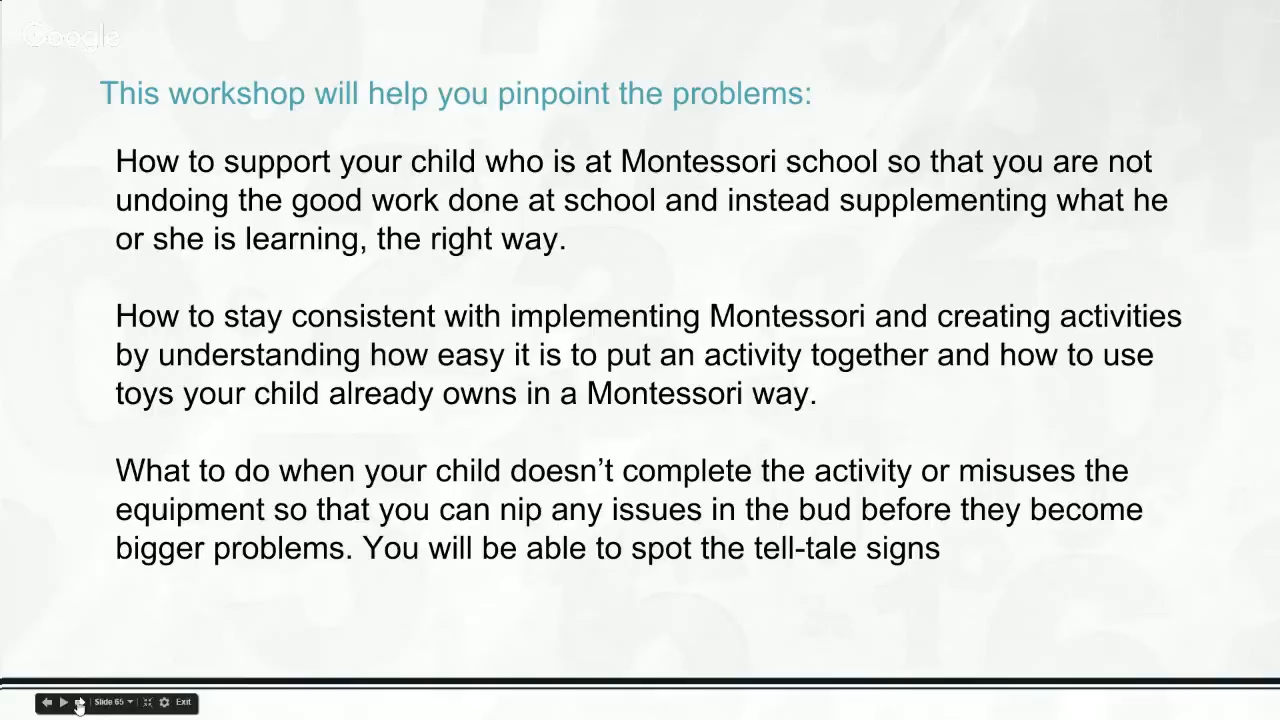 Google
This workshop will help you pinpoint the problems:
How to support your child who is at Montessori school so that you are not
undoing the good work done at school and instead supplementing what he
or she is learning, the right way.
How to stay consistent with implementing Montessori and creating activities
by understanding how easy it is to put an activity together and how to use
toys your child already owns in a Montessori way.
What to do when your child doesn’t complete the activity or misuses the
equipment so that you can nip any issues in the bud before they become
bigger problems. You will be able to spot the tell-tale signs
Slide 65 Exit